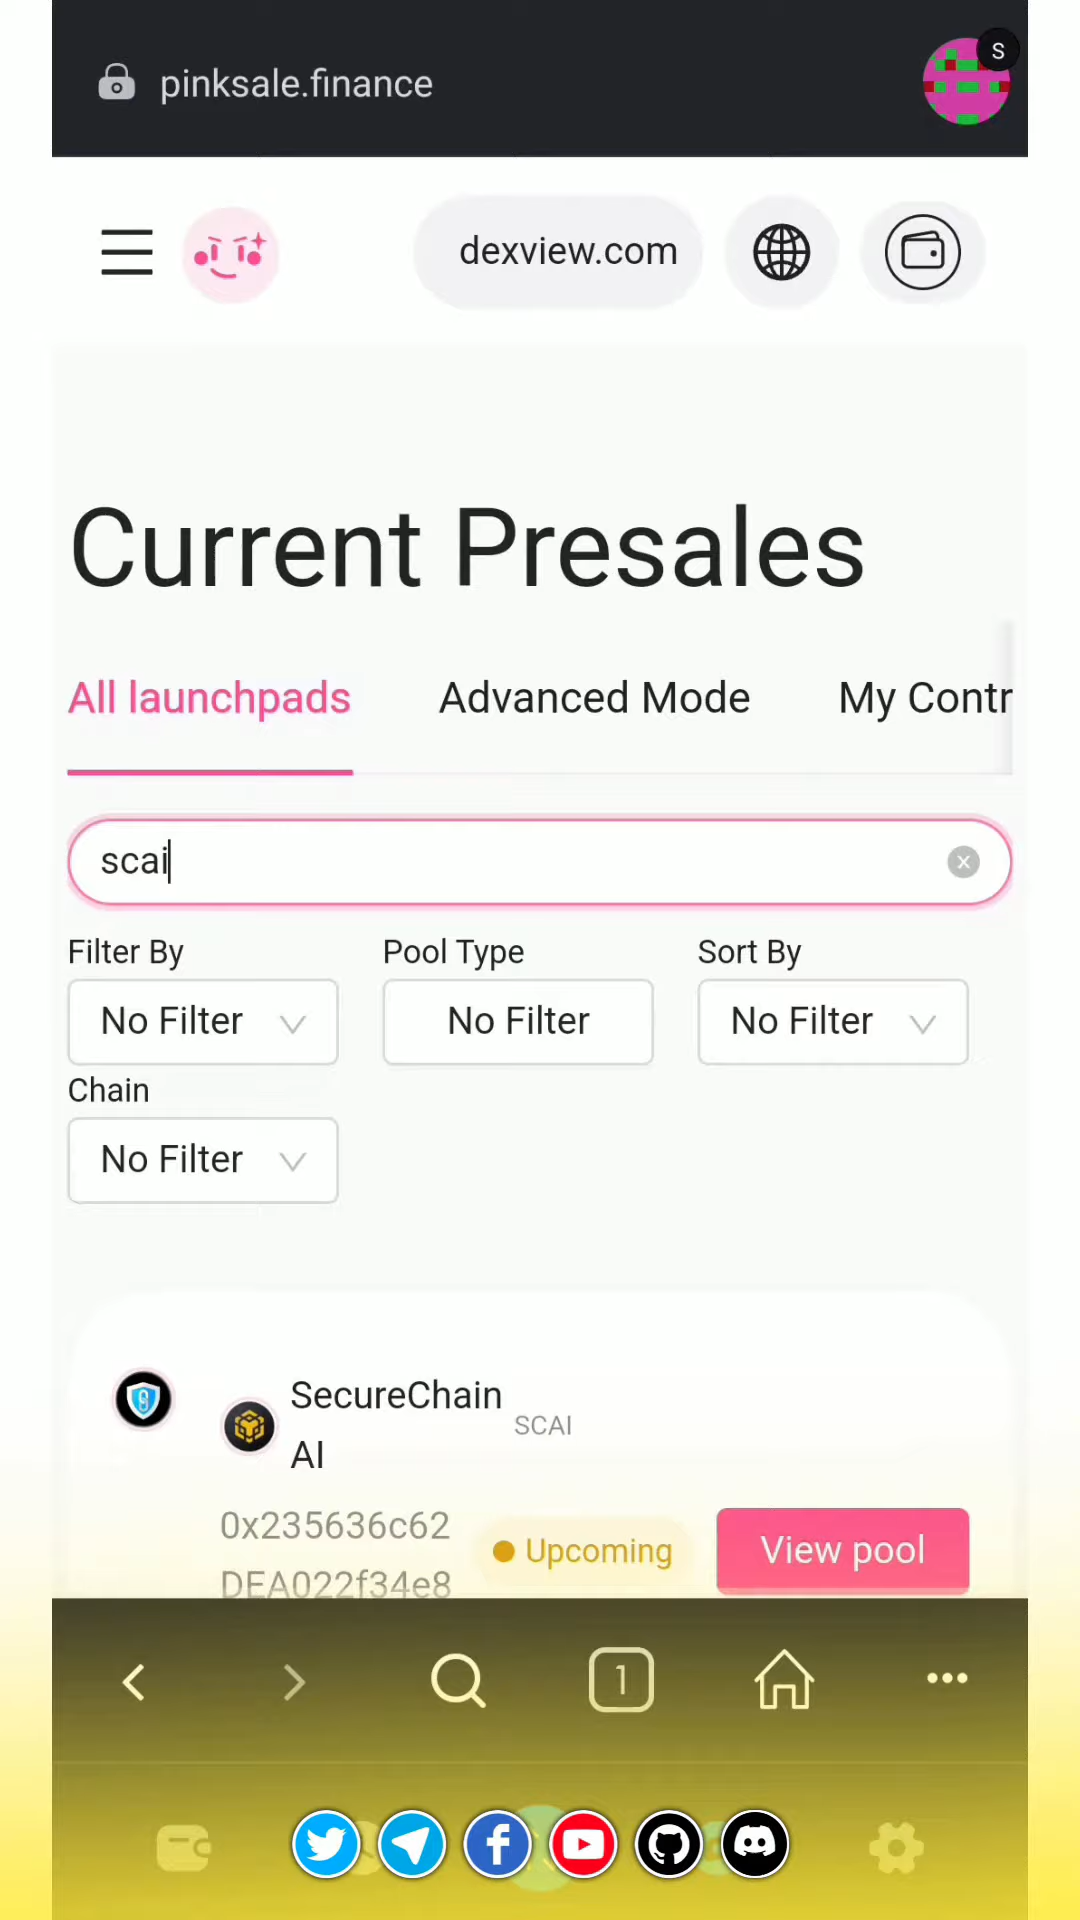 pinksale.finance
S
dexview.com
Current Presales
All launchpads
Advanced Mode
My Contr
scai
Filter By
Pool Type
Sort By
No Filter
No Filter
No Filter
Chain
No Filter
SecureChain
AI
SCAI
0x235636c62
DEA022f34e8
Upcoming
View pool
1